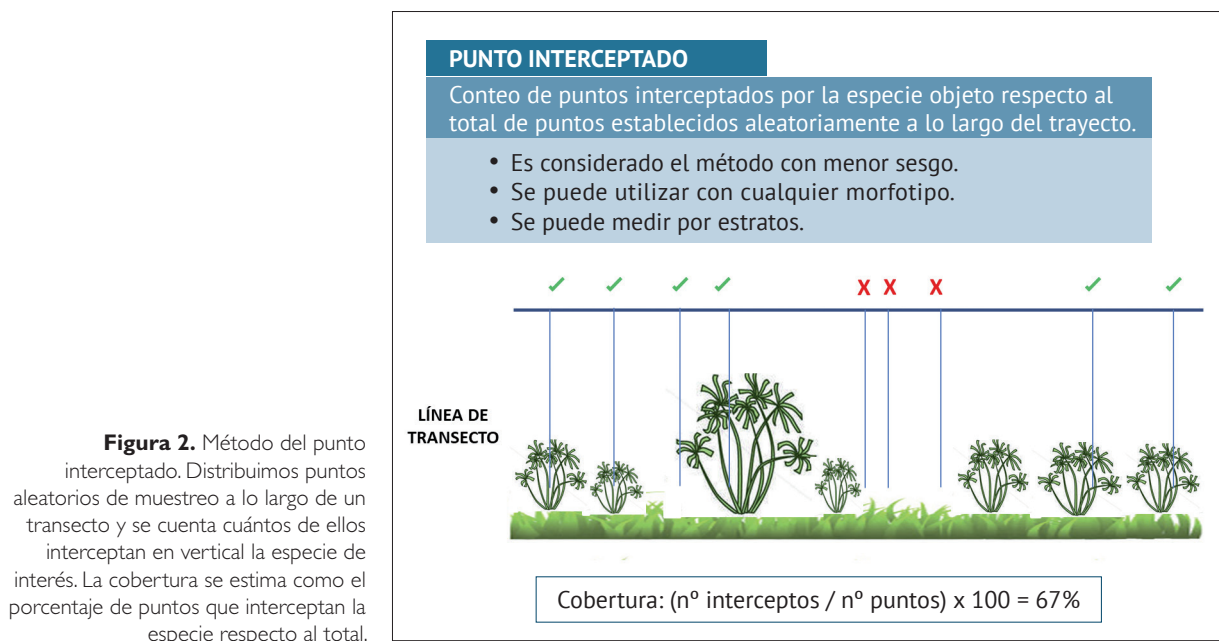 PUNTO INTERCEPTADO
Conteo de puntos interceptados por la especie objeto respecto al
total de puntos establecidos aleatoriamente a lo largo del trayecto.
• Es considerado el método con menor sesgo.
• Se puede utilizar con cualquier morfotipo.
• Se puede medir por estratos.
✓ ✓ ✓ ✓ X X X ✓ ✓
LÍNEA DE
TRANSECTO
Cobertura: (nº interceptos / nº puntos) x 100 = 67%
Figura 2. Método del punto
interceptado. Distribuimos puntos
aleatorios de muestreo a lo largo de un
transecto y se cuenta cuántos de ellos
interceptan en vertical la especie de
interés. La cobertura se estima como el
porcentaje de puntos que interceptan la
especie respecto al total.